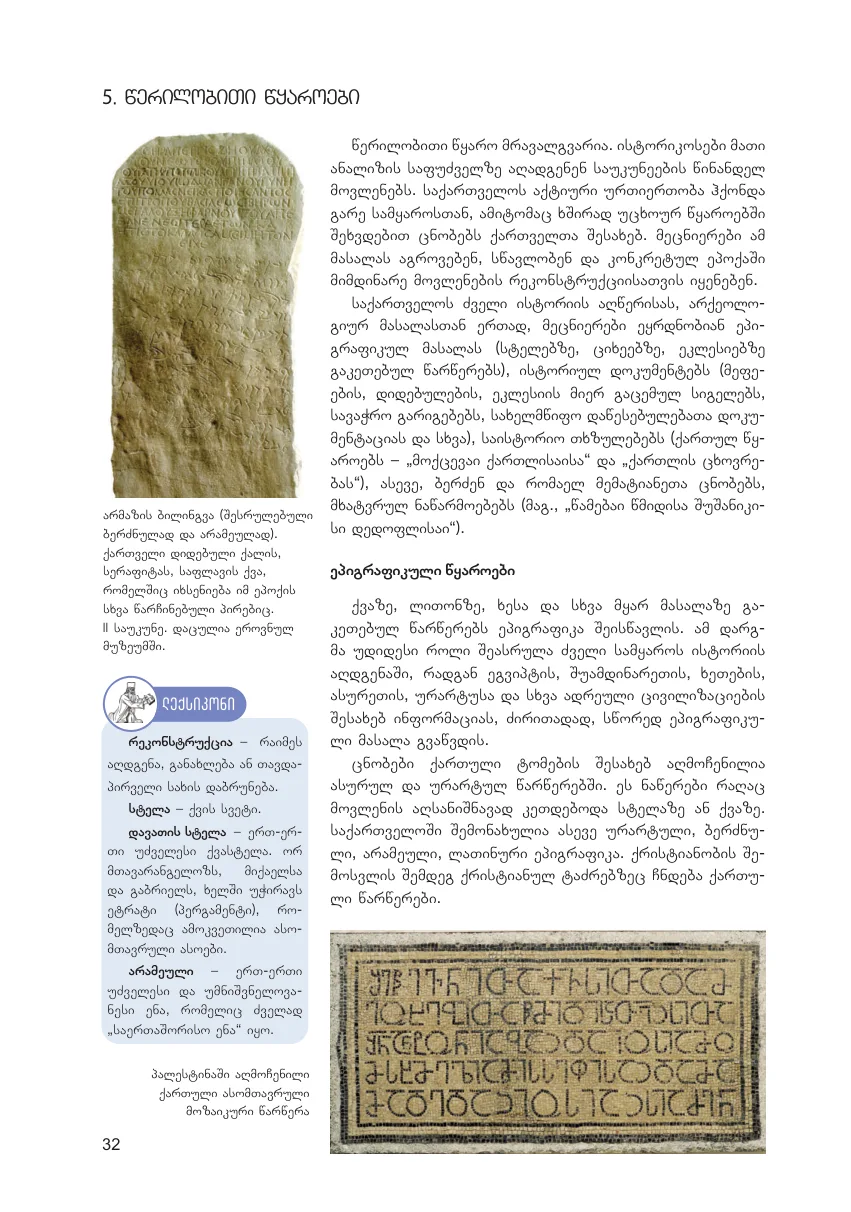 5. წერილობითი წყაროები
წერილობითი წყარო მრავალგვარია. ისტორიკოსები მათი
ანალიზის საფუძველზე აღადგენენ საუკუნეების წინანდელ
მოვლენებს. საქართველოს აქტიური ურთიერთობა ჰქონდა
გარე სამყაროსთან, ამიტომაც ხშირად უცხოურ წყაროებში
შეხვდებით ცნობებს ქართველთა შესახებ. მეცნიერები ამ
მასალას აგროვებენ, სწავლობენ და კონკრეტულ ეპოქაში
მიმდინარე მოვლენების რეკონსტრუქციისათვის იყენებენ.
საქართველოს ძველი ისტორიის აღწერისას, არქეოლო-
გიურ მასალასთან ერთად, მეცნიერები ეყრდნობიან ეპი-
გრაფიკულ მასალას (სტელებზე, ციხეებზე, ეკლესიებზე
გაკეთებულ წარწერებს), ისტორიულ დოკუმენტებს (მეფე-
ების, დიდებულების, ეკლესიის მიერ გაცემულ სიგელებს,
სავაჭრო გარიგებებს, სახელმწიფო დაწესებულებათა დოკუ-
მენტაციას და სხვა), საისტორიო თხზულებებს (ქართულ წყ-
აროებს – „მოქცევაი ქართლისაისა“ და „ქართლის ცხოვრე-
ბას“), ასევე, ბერძენ და რომაელ მემატიანეთა ცნობებს,
მხატვრულ ნაწარმოებებს (მაგ., „წამებაი წმიდისა შუშანიკი-
სი დედოფლისაი“).
არმაზის ბილინგვა (შესრულებული
ბერძნულად და არამეულად).
ქართველი დიდებული ქალის,
სერაფიტას, საფლავის ქვა,
რომელშიც იხსენიება იმ ეპოქის
სხვა წარჩინებული პირებიც.
II საუკუნე. დაცულია ეროვნულ
მუზეუმში.
ეპიგრაფიკული წყაროები
ქვაზე, ლითონზე, ხესა და სხვა მყარ მასალაზე გა-
კეთებულ წარწერებს ეპიგრაფიკა შეისწავლის. ამ დარგ-
მა უდიდესი როლი შეასრულა ძველი სამყაროს ისტორიის
აღდგენაში, რადგან ეგვიპტის, შუამდინარეთის, ხეთების,
ასურეთის, ურარტუსა და სხვა ადრეული ცივილიზაციების
შესახებ ინფორმაციას, ძირითადად, სწორედ ეპიგრაფიკუ-
ლი მასალა გვაწვდის.
ცნობები ქართული ტომების შესახებ აღმოჩენილია
ასურულ და ურარტულ წარწერებში. ეს ნაწერები რაღაც
მოვლენის აღსანიშნავად კეთდებოდა სტელაზე ან ქვაზე.
საქართველოში შემონახულია ასევე ურარტული, ბერძნუ-
ლი, არამეული, ლათინური ეპიგრაფიკა. ქრისტიანობის შე-
მოსვლის შემდეგ ქრისტიანულ ტაძრებზეც ჩნდება ქართუ-
ლი წარწერები.
ლექსიკონი
რეკონსტრუქცია – რაიმეს
აღდგენა, განახლება ან თავდა-
პირველი სახის დაბრუნება.
სტელა – ქვის სვეტი.
დავათის სტელა – ერთ-ერ-
თი უძველესი ქვასტელა. ორ
მთავარანგელოზს, მიქაელსა
და გაბრიელს, ხელში უჭირავს
ეტრატი (პერგამენტი), რო-
მელზედაც ამოკვეთილია ასო-
მთავრული ასოები.
არამეული – ერთ-ერთი
უძველესი და უმნიშვნელოვა-
ნესი ენა, რომელიც ძველად
„საერთაშორისო ენა“ იყო.
პალესტინაში აღმოჩენილი
ქართული ასომთავრული
მოზაიკური წარწერა
32